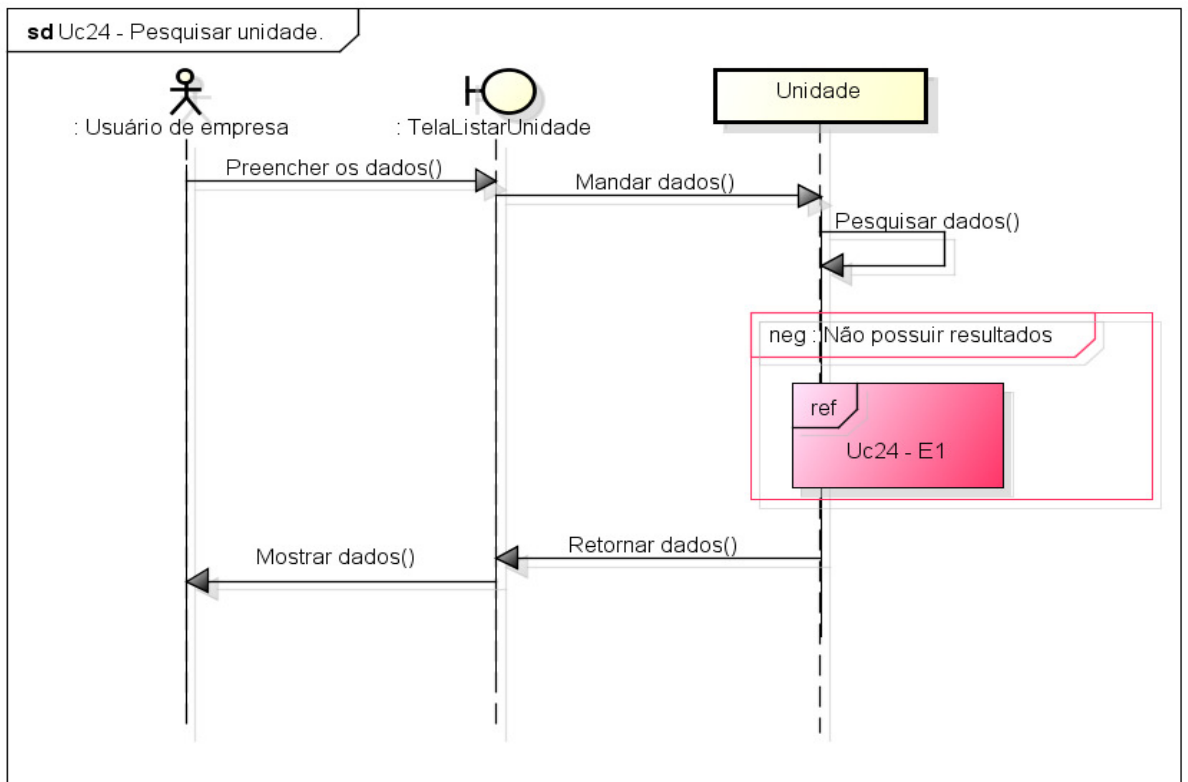 sd Uc24 - Pesquisar unidade.
: Usuário de empresa
: TelaListarUnidade
Unidade
Preencher os dados()
Mandar dados()
Pesquisar dados()
neg : Não possuir resultados
ref
Uc24 - E1
Retornar dados()
Mostrar dados()